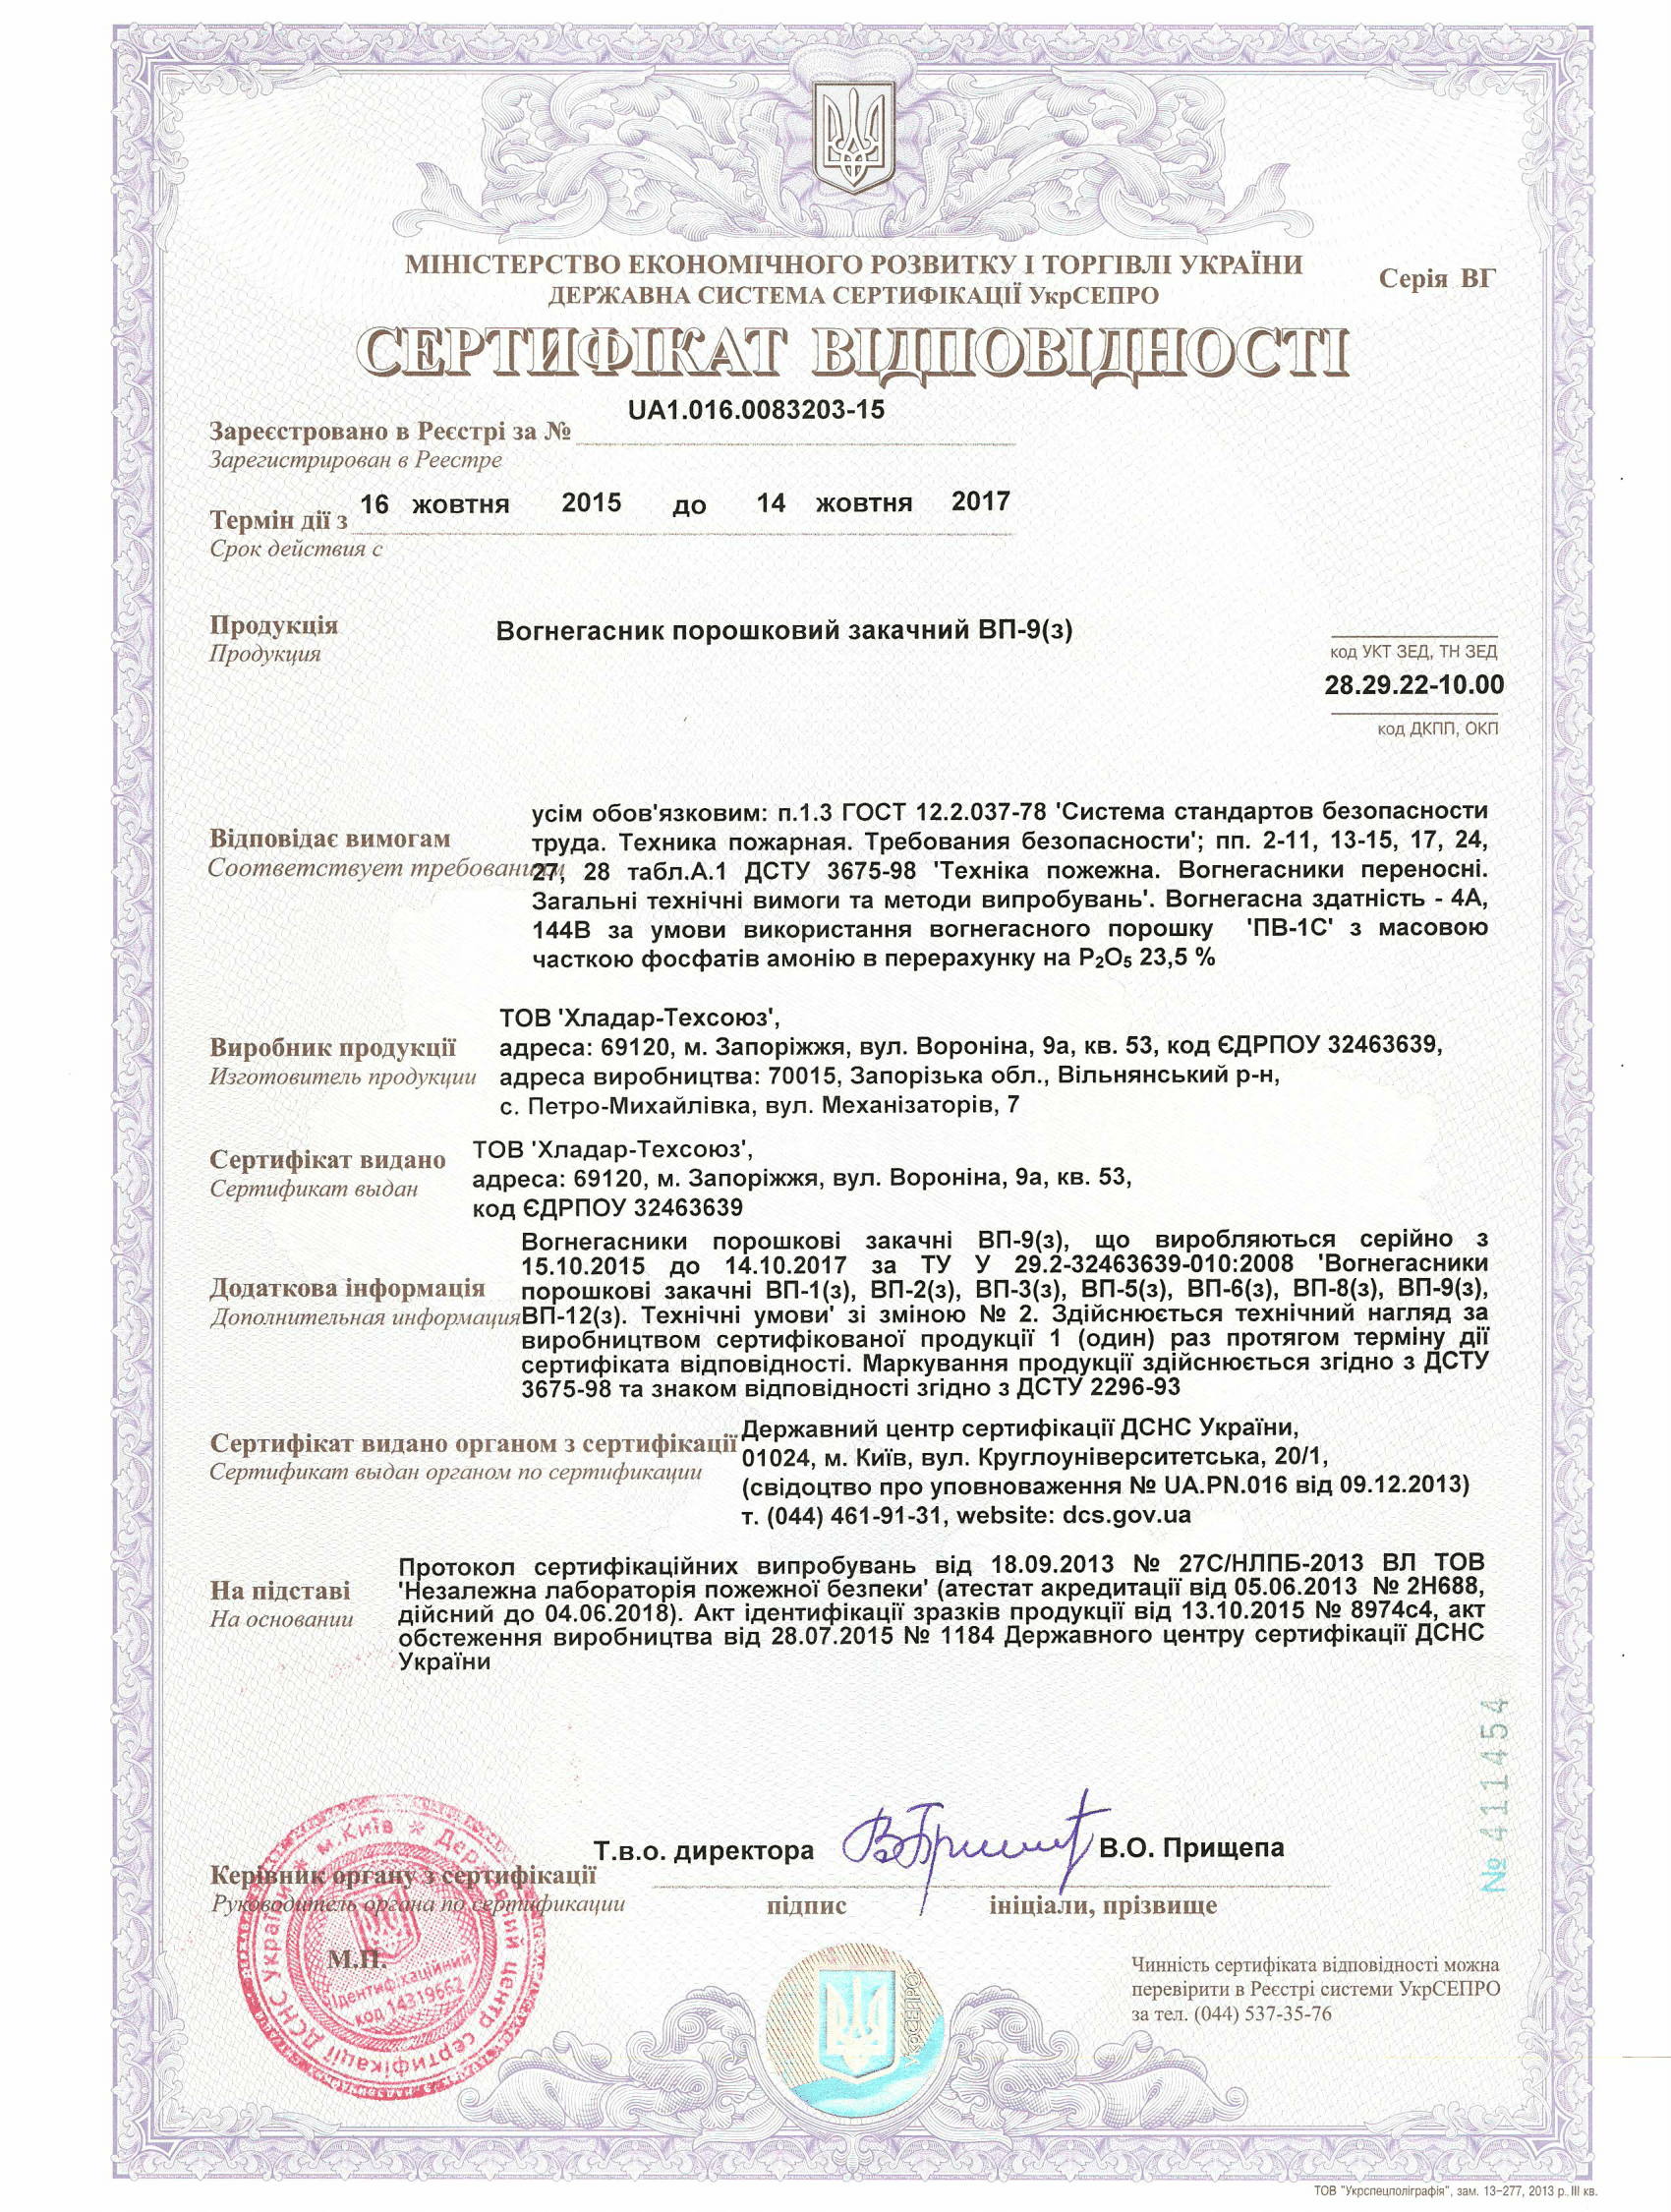 МІНІСТЕРСТВО ЕКОНОМІЧНОГО РОЗВИТКУ І ТОРГІВЛІ УКРАЇНИ
ДЕРЖАВНА СИСТЕМА СЕРТИФІКАЦІЇ УкрСЕПРО
Серія ВГ
СЕРТИФІКАТ ВІДПОВІДНОСТІ
UA1.016.0083203-15
Зареєстровано в Реєстрі за №
Зарегистрирован в Реестре
16 жовтня 2015 до 14 жовтня 2017
Термін дії з
Срок действия с
Продукція
Продукция
Вогнегасник порошковий закачний ВП-9(з)
код УКТ ЗЕД, ТН ЗЕД
28.29.22-10.00
код ДКПП, ОКП
Відповідає вимогам
Соответствует требованиям
усім обов'язковим: п.1.3 ГОСТ 12.2.037-78 'Система стандартов безопасности
труда. Техника пожарная. Требования безопасности'; пп. 2-11, 13-15, 17, 24,
27, 28 табл.А.1 ДСТУ 3675-98 'Техніка пожежна. Вогнегасники переносні.
Загальні технічні вимоги та методи випробувань'. Вогнегасна здатність - 4А,
144В за умови використання вогнегасного порошку 'ПВ-1С' з масовою
часткою фосфатів амонію в перерахунку на P₂O₅ 23,5 %
Виробник продукції
Изготовитель продукции
ТОВ 'Хладар-Техсоюз',
адреса: 69120, м. Запоріжжя, вул. Вороніна, 9а, кв. 53, код ЄДРПОУ 32463639,
адреса виробництва: 70015, Запорізька обл., Вільнянський р-н,
с. Петро-Михайлівка, вул. Механізаторів, 7
Сертифікат видано
Сертификат выдан
ТОВ 'Хладар-Техсоюз',
адреса: 69120, м. Запоріжжя, вул. Вороніна, 9а, кв. 53,
код ЄДРПОУ 32463639
Додаткова інформація
Дополнительная информация
Вогнегасники порошкові закачні ВП-9(з), що виробляються серійно з
15.10.2015 до 14.10.2017 за ТУ У 29.2-32463639-010:2008 'Вогнегасники
порошкові закачні ВП-1(з), ВП-2(з), ВП-3(з), ВП-5(з), ВП-6(з), ВП-8(з), ВП-9(з),
ВП-12(з). Технічні умови' зі зміною № 2. Здійснюється технічний нагляд за
виробництвом сертифікованої продукції 1 (один) раз протягом терміну дії
сертифіката відповідності. Маркування продукції здійснюється згідно з ДСТУ
3675-98 та знаком відповідності згідно з ДСТУ 2296-93
Сертифікат видано органом з сертифікації
Сертификат выдан органом по сертификации
Державний центр сертифікації ДСНС України,
01024, м. Київ, вул. Круглоуніверситетська, 20/1,
(свідоцтво про уповноваження № UA.PN.016 від 09.12.2013)
т. (044) 461-91-31, website: dcs.gov.ua
На підставі
На основании
Протокол сертифікаційних випробувань від 18.09.2013 № 27С/НЛПБ-2013 ВЛ ТОВ
'Незалежна лабораторія пожежної безпеки' (атестат акредитації від 05.06.2013 № 2Н688,
дійсний до 04.06.2018). Акт ідентифікації зразків продукції від 13.10.2015 № 8974с4, акт
обстеження виробництва від 28.07.2015 № 1184 Державного центру сертифікації ДСНС
України
№ 411454
Т.в.о. директора
В.О. Прищепа
Керівник органу з сертифікації
Руководитель органа по сертификации
підпис
ініціали, прізвище
М.П.
м.Київ * Державний центр сертифікації ДСНС України *
Ідентифікаційний
код 14319662
УкрСЕПРО
Чинність сертифіката відповідності можна
перевірити в Реєстрі системи УкрСЕПРО
за тел. (044) 537-35-76
ТОВ "Укрспецполіграфія", зам. 13-277, 2013 р. III кв.